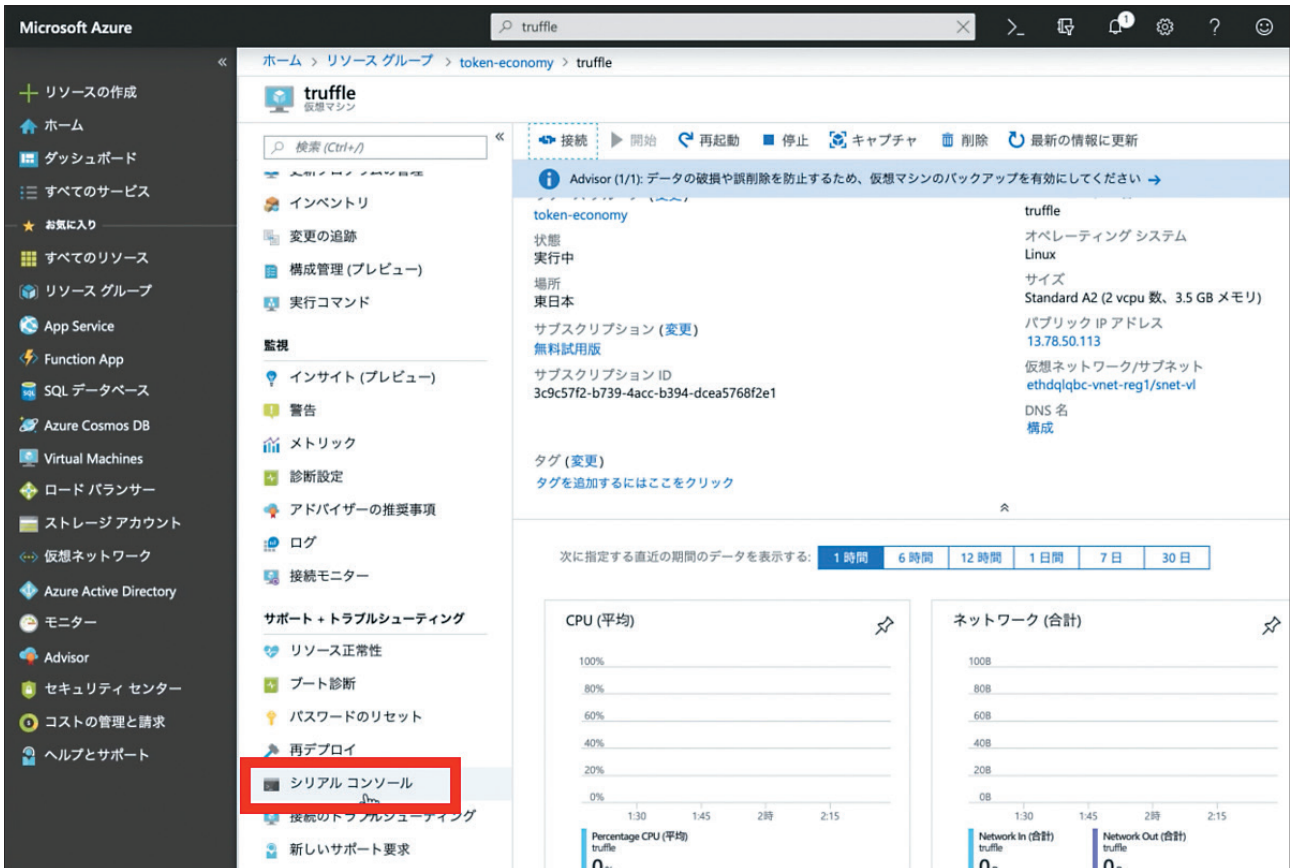 Microsoft Azure
truffle
1
ホーム > リソース グループ > token-economy > truffle
リソースの作成
ホーム
ダッシュボード
すべてのサービス
お気に入り
すべてのリソース
リソース グループ
App Service
Function App
SQL データベース
Azure Cosmos DB
Virtual Machines
ロード バランサー
ストレージ アカウント
仮想ネットワーク
Azure Active Directory
モニター
Advisor
セキュリティ センター
コストの管理と請求
ヘルプとサポート
truffle
仮想マシン
検索 (Ctrl+/)
更新プログラムの管理
インベントリ
変更の追跡
構成管理 (プレビュー)
実行コマンド
監視
インサイト (プレビュー)
警告
メトリック
診断設定
アドバイザーの推奨事項
ログ
接続モニター
サポート + トラブルシューティング
リソース正常性
ブート診断
パスワードのリセット
再デプロイ
シリアル コンソール
接続のトラブルシューティング
新しいサポート要求
接続 開始 再起動 停止 キャプチャ 削除 最新の情報に更新
Advisor (1/1): データの破損や誤削除を防止するため、仮想マシンのバックアップを有効にしてください →
token-economy
状態
実行中
場所
東日本
サブスクリプション (変更)
無料試用版
サブスクリプション ID
3c9c57f2-b739-4acc-b394-dcea5768f2e1
タグ (変更)
タグを追加するにはここをクリック
truffle
オペレーティング システム
Linux
サイズ
Standard A2 (2 vcpu 数、3.5 GB メモリ)
パブリック IP アドレス
13.78.50.113
仮想ネットワーク/サブネット
ethdqlqbc-vnet-reg1/snet-vl
DNS 名
構成
次に指定する直近の期間のデータを表示する: 1 時間 6 時間 12 時間 1 日間 7 日 30 日
CPU (平均)
100%
80%
60%
40%
20%
0%
1:30 1:45 2時 2:15
Percentage CPU (平均)
truffle
ネットワーク (合計)
100B
80B
60B
40B
20B
0B
1:30 1:45 2時 2:15
Network In (合計)
truffle
Network Out (合計)
truffle